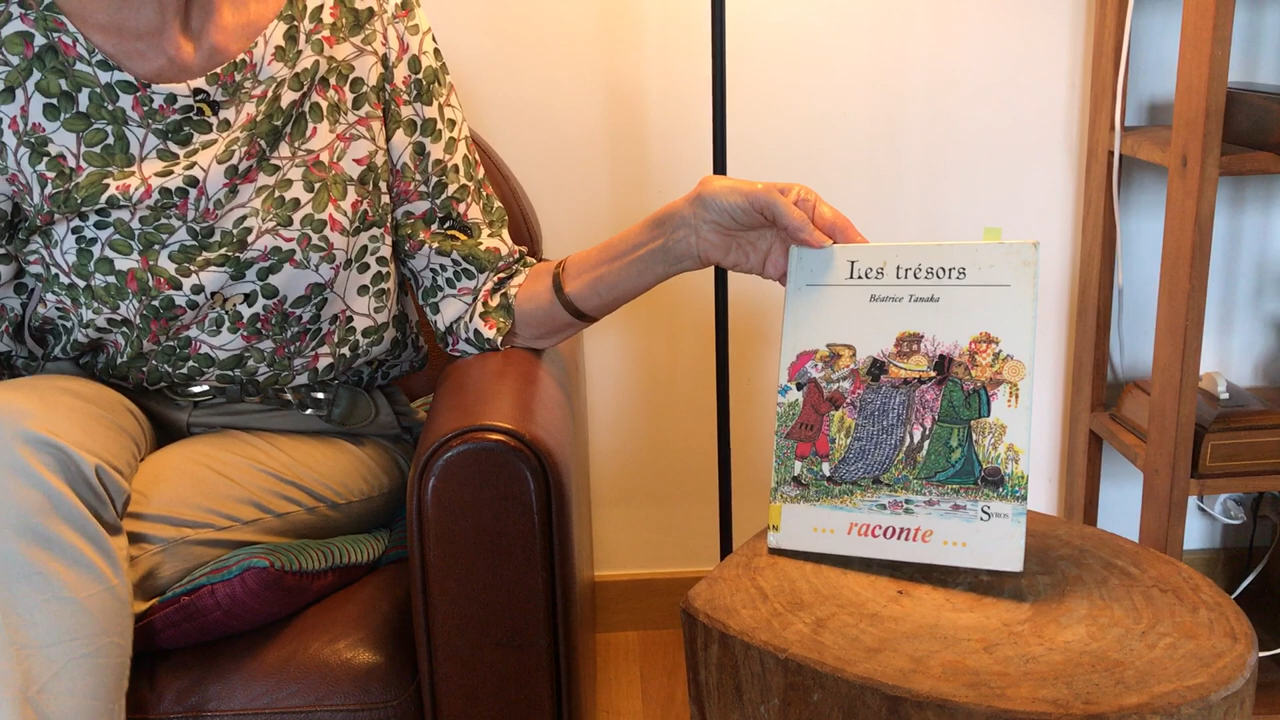 Les trésors
Béatrice Tanaka
SYROS
... raconte ...
N